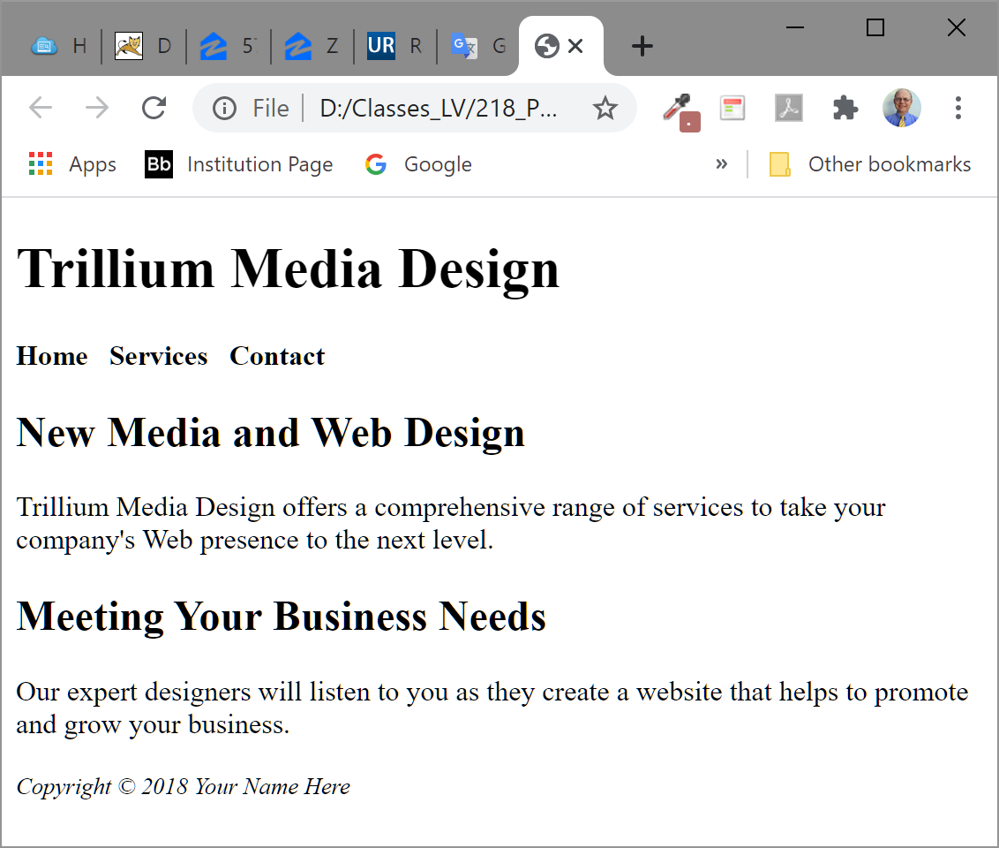 H D 5 Z UR R G G
File D:/Classes_LV/218_P...
Apps Bb Institution Page Google » Other bookmarks
Trillium Media Design
Home Services Contact
New Media and Web Design
Trillium Media Design offers a comprehensive range of services to take your
company's Web presence to the next level.
Meeting Your Business Needs
Our expert designers will listen to you as they create a website that helps to promote
and grow your business.
Copyright © 2018 Your Name Here